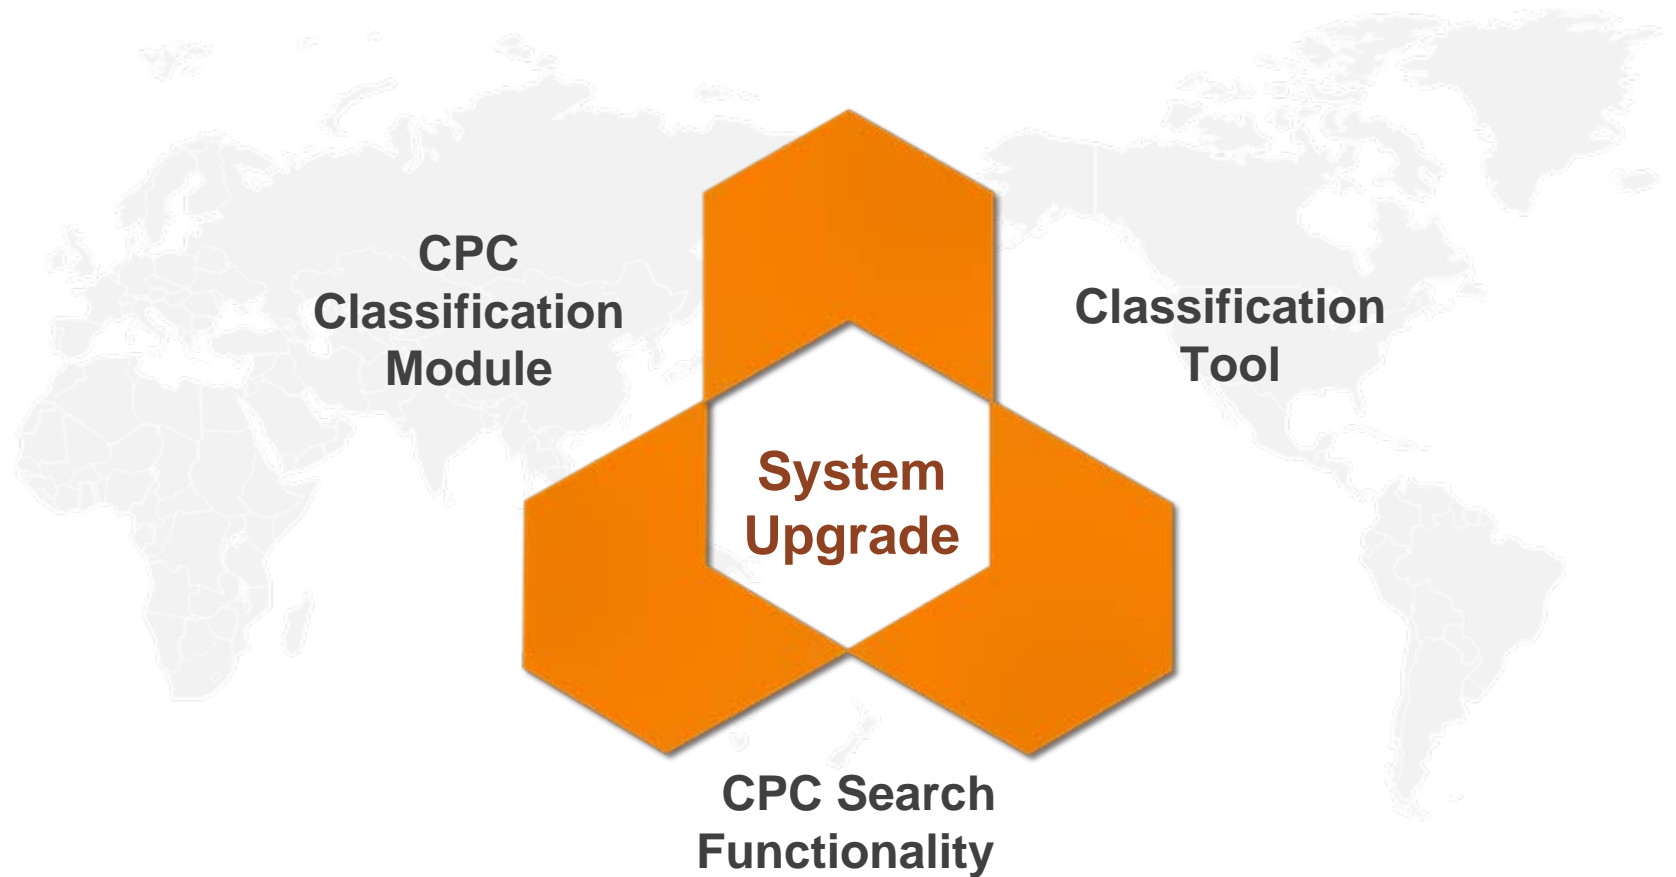 CPC
Classification
Module
Classification
Tool
System
Upgrade
CPC Search
Functionality